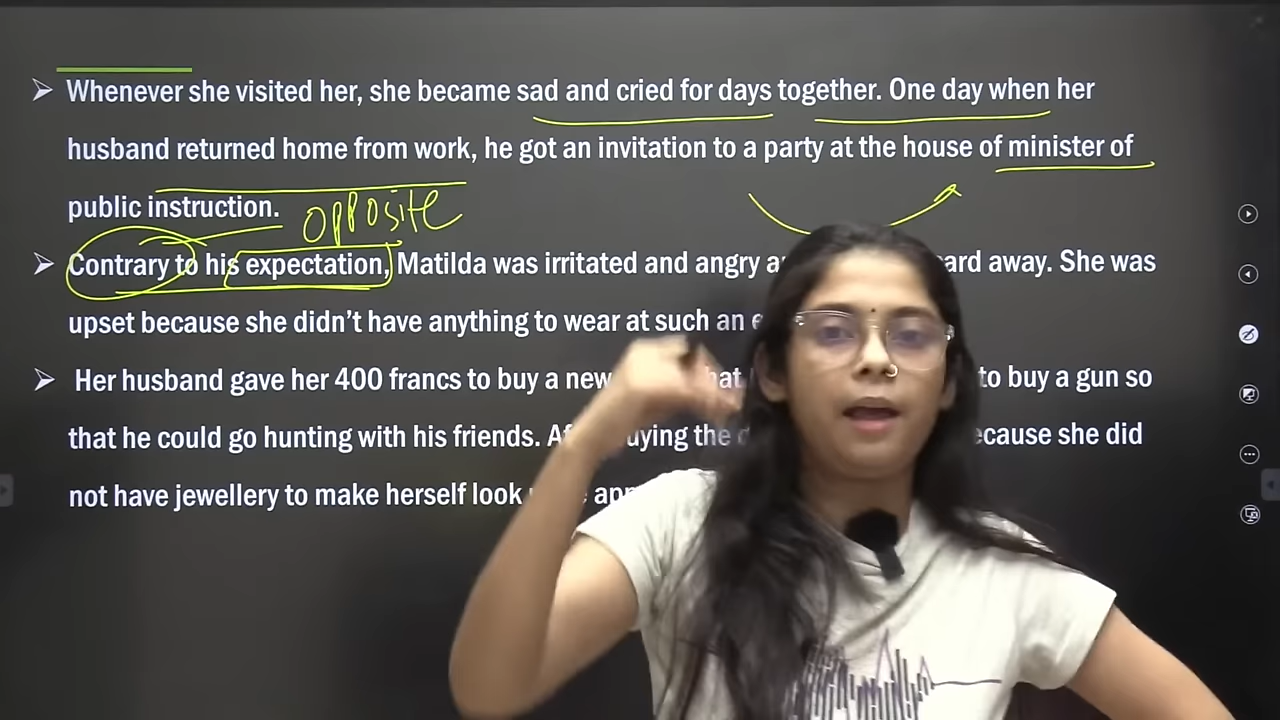 Whenever she visited her, she became sad and cried for days together. One day when her
husband returned home from work, he got an invitation to a party at the house of minister of
public instruction.
opposite
Contrary to his expectation, Matilda was irritated and angry away. She was
upset because she didn't have anything to wear at such an
Her husband gave her 400 francs to buy a new to buy a gun so
that he could go hunting with his friends. buying the because she did
not have jewellery to make herself look